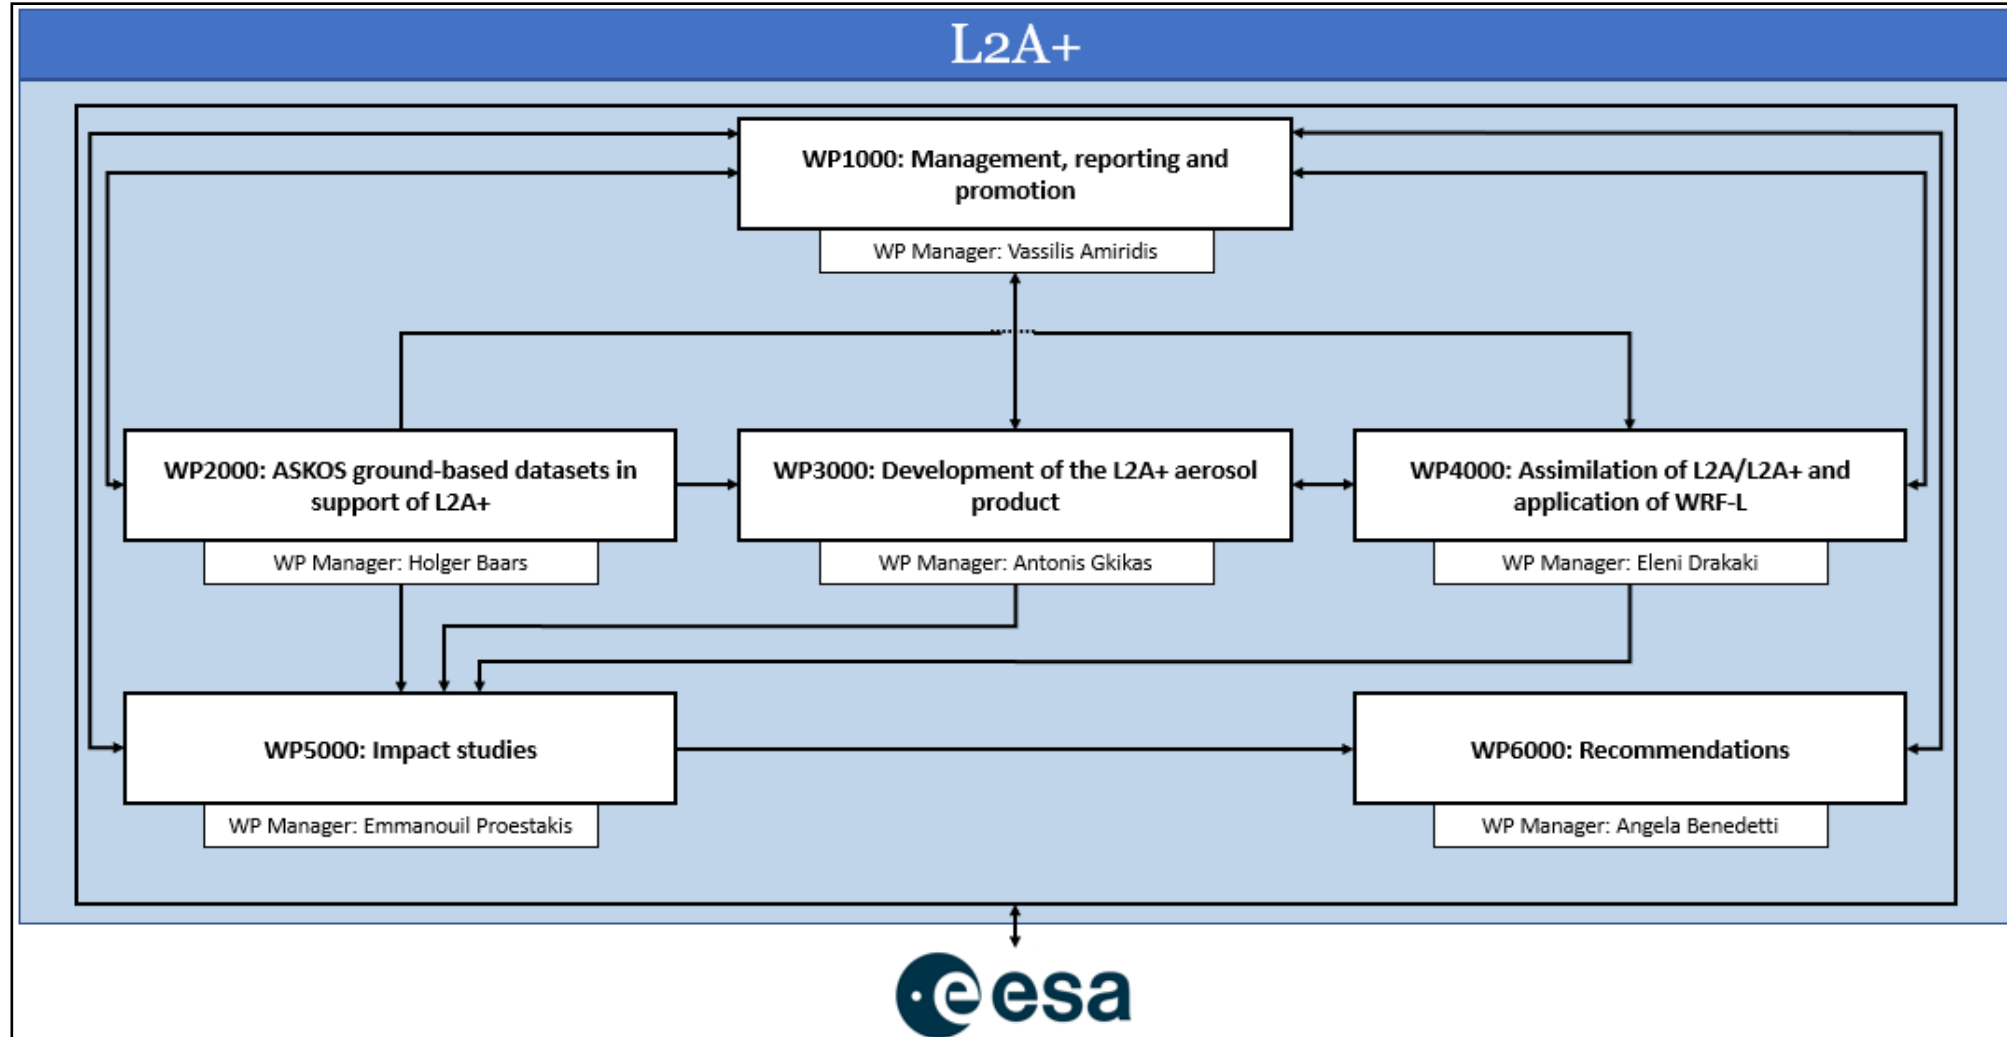 L2A+
WP1000: Management, reporting and
promotion
WP Manager: Vassilis Amiridis
WP2000: ASKOS ground-based datasets in
support of L2A+
WP Manager: Holger Baars
WP3000: Development of the L2A+ aerosol
product
WP Manager: Antonis Gkikas
WP4000: Assimilation of L2A/L2A+ and
application of WRF-L
WP Manager: Eleni Drakaki
WP5000: Impact studies
WP Manager: Emmanouil Proestakis
WP6000: Recommendations
WP Manager: Angela Benedetti
esa